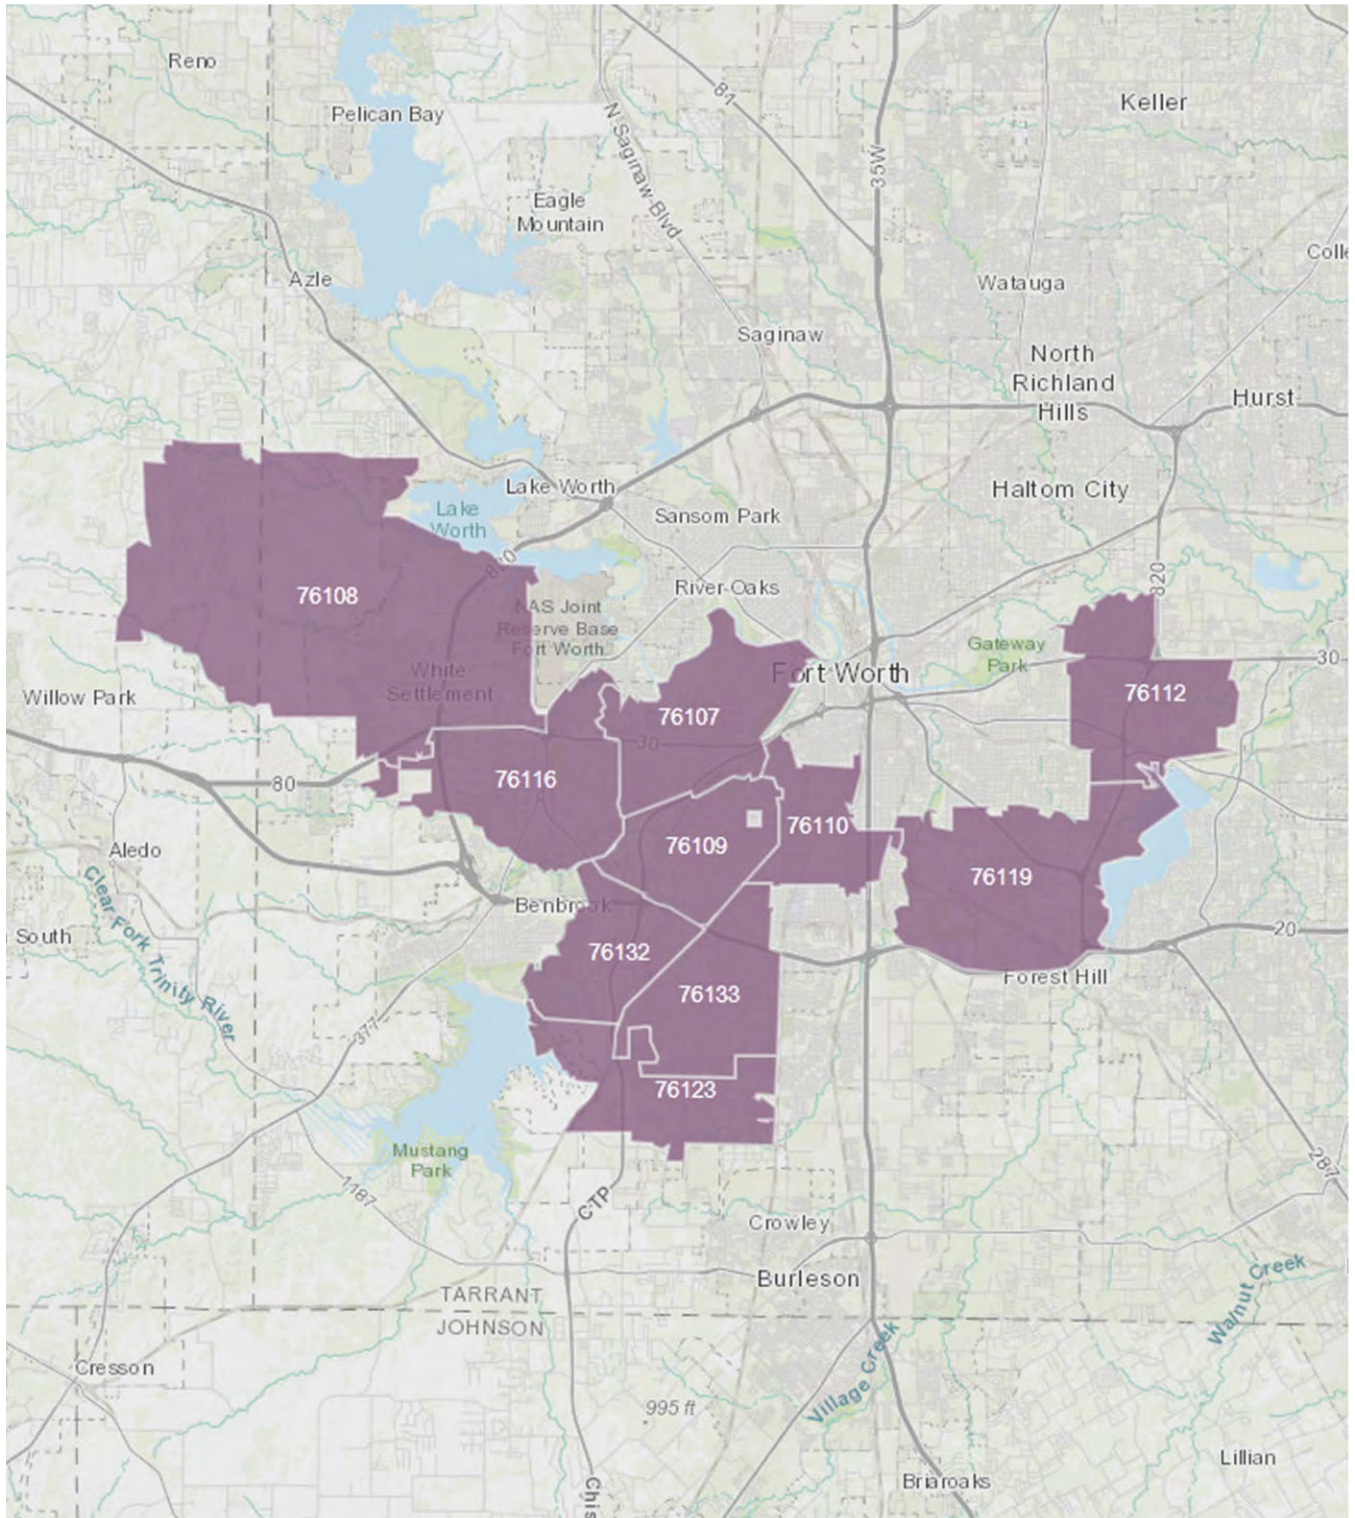 Reno
Pelican Bay
81
Keller
N Saginaw Blvd
35W
Eagle
Mountain
Colle
Azle
Watauga
Saginaw
North
Richland
Hills
Hurst
Lake Worth
Haltom City
Lake
Worth
Sansom Park
820
820
River Oaks
76108
NAS Joint
Reserve Base
Fort Worth
Gateway
Park
30
White
Settlement
Fort Worth
Willow Park
76112
76107
30
76116
80
76110
76109
Aledo
76119
Clear Fork Trinity River
Benbrook
South
20
76132
Forest Hill
76133
377
76123
Mustang
Park
287
1187
CTP
Crowley
Burleson
Walnut Creek
TARRANT
JOHNSON
Cresson
Village Creek
995 ft
Lillian
Briaroaks
Chis